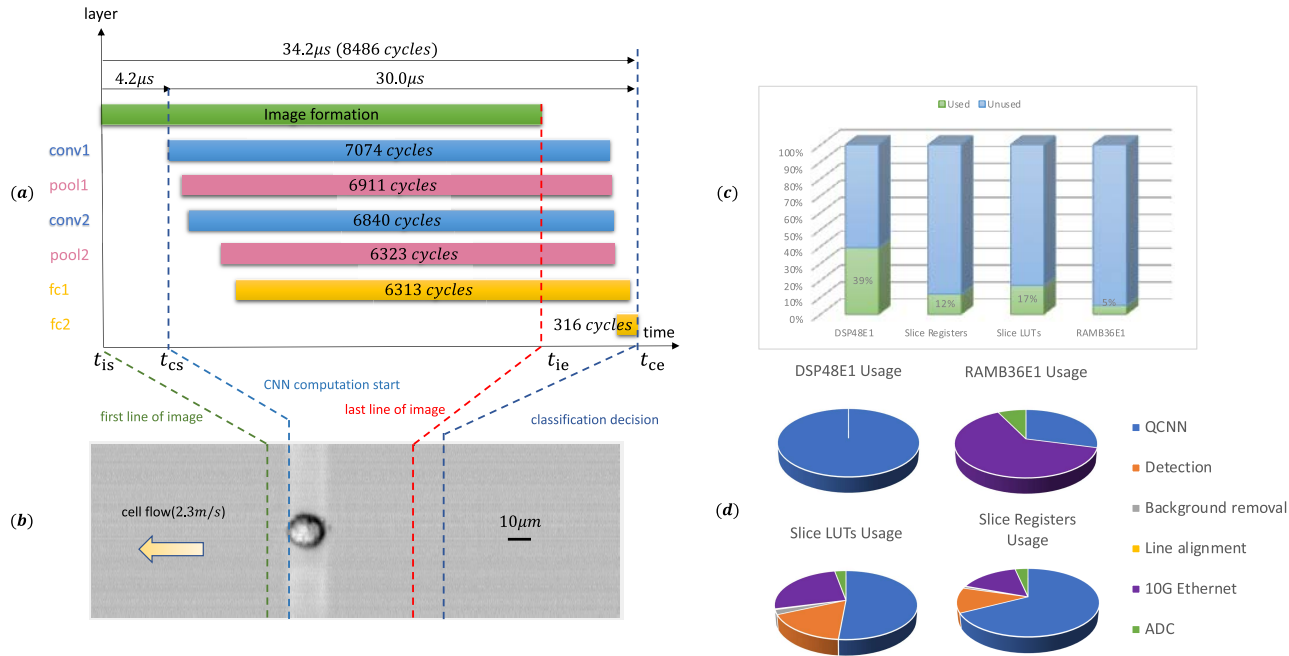 layer
34.2μs (8486 cycles)
4.2μs
30.0μs
Image formation
(a)
conv1
7074 cycles
pool1
6911 cycles
conv2
6840 cycles
pool2
6323 cycles
fc1
6313 cycles
fc2
316 cycles
time
t_is
t_cs
t_ie
t_ce
CNN computation start
first line of image
last line of image
classification decision
(b)
cell flow(2.3m/s)
10μm
(c)
Used
Unused
100%
90%
80%
70%
60%
50%
40%
30%
20%
10%
0%
39%
12%
17%
5%
DSP48E1
Slice Registers
Slice LUTs
RAMB36E1
(d)
DSP48E1 Usage
RAMB36E1 Usage
Slice LUTs Usage
Slice Registers
Usage
QCNN
Detection
Background removal
Line alignment
10G Ethernet
ADC